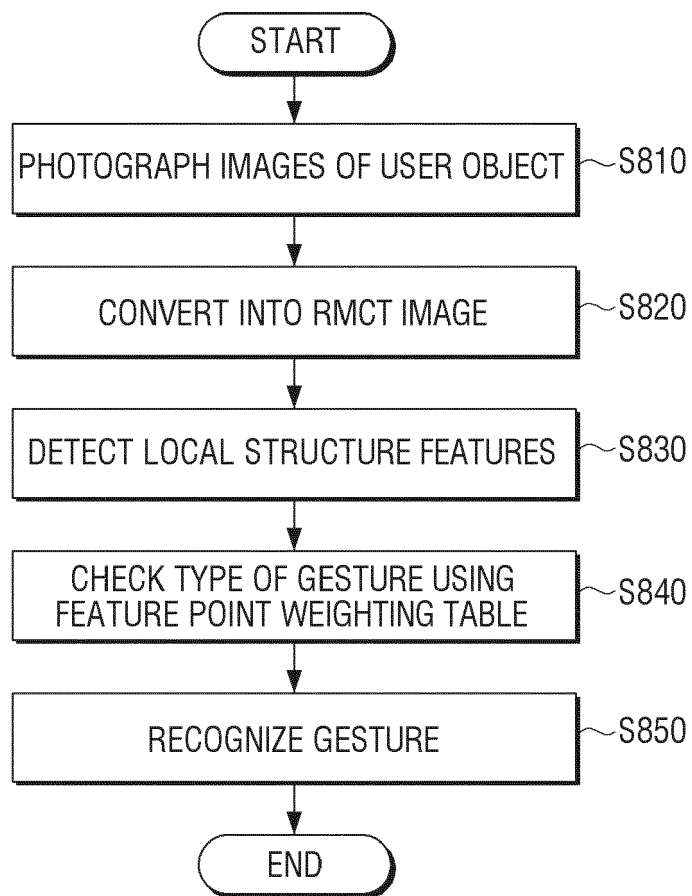 START
PHOTOGRAPH IMAGES OF USER OBJECT
S810
CONVERT INTO RMCT IMAGE
S820
DETECT LOCAL STRUCTURE FEATURES
S830
CHECK TYPE OF GESTURE USING
FEATURE POINT WEIGHTING TABLE
S840
RECOGNIZE GESTURE
S850
END